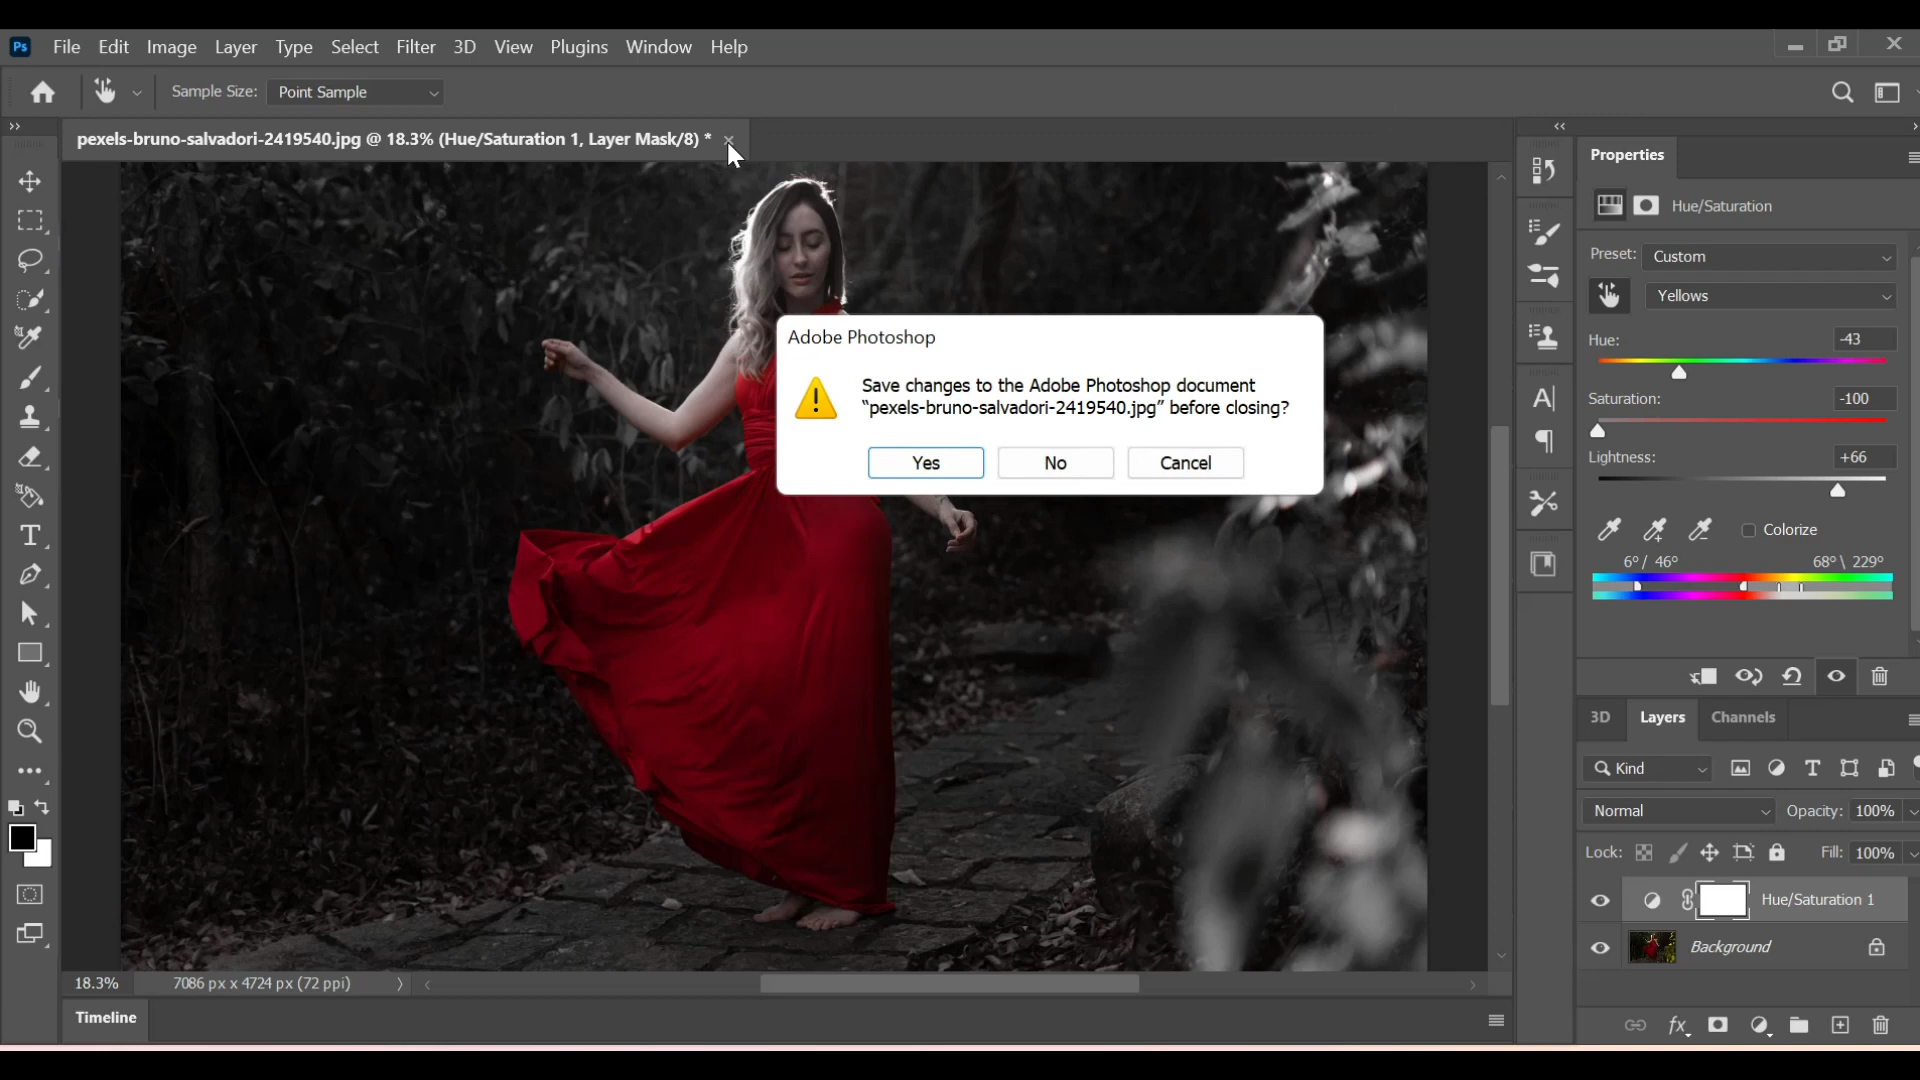 Ps File Edit Image Layer Type Select Filter 3D View Plugins Window Help
Sample Size: Point Sample
pexels-bruno-salvadori-2419540.jpg @ 18.3% (Hue/Saturation 1, Layer Mask/8) *
Properties
Hue/Saturation
Preset: Custom
Yellows
Hue: -43
Saturation: -100
Lightness: +66
Colorize
6° / 46° 68° \ 229°
Adobe Photoshop
Save changes to the Adobe Photoshop document
“pexels-bruno-salvadori-2419540.jpg” before closing?
Yes No Cancel
3D Layers Channels
Kind
Normal Opacity: 100%
Lock: Fill: 100%
Hue/Saturation 1
Background
18.3% 7086 px x 4724 px (72 ppi)
Timeline